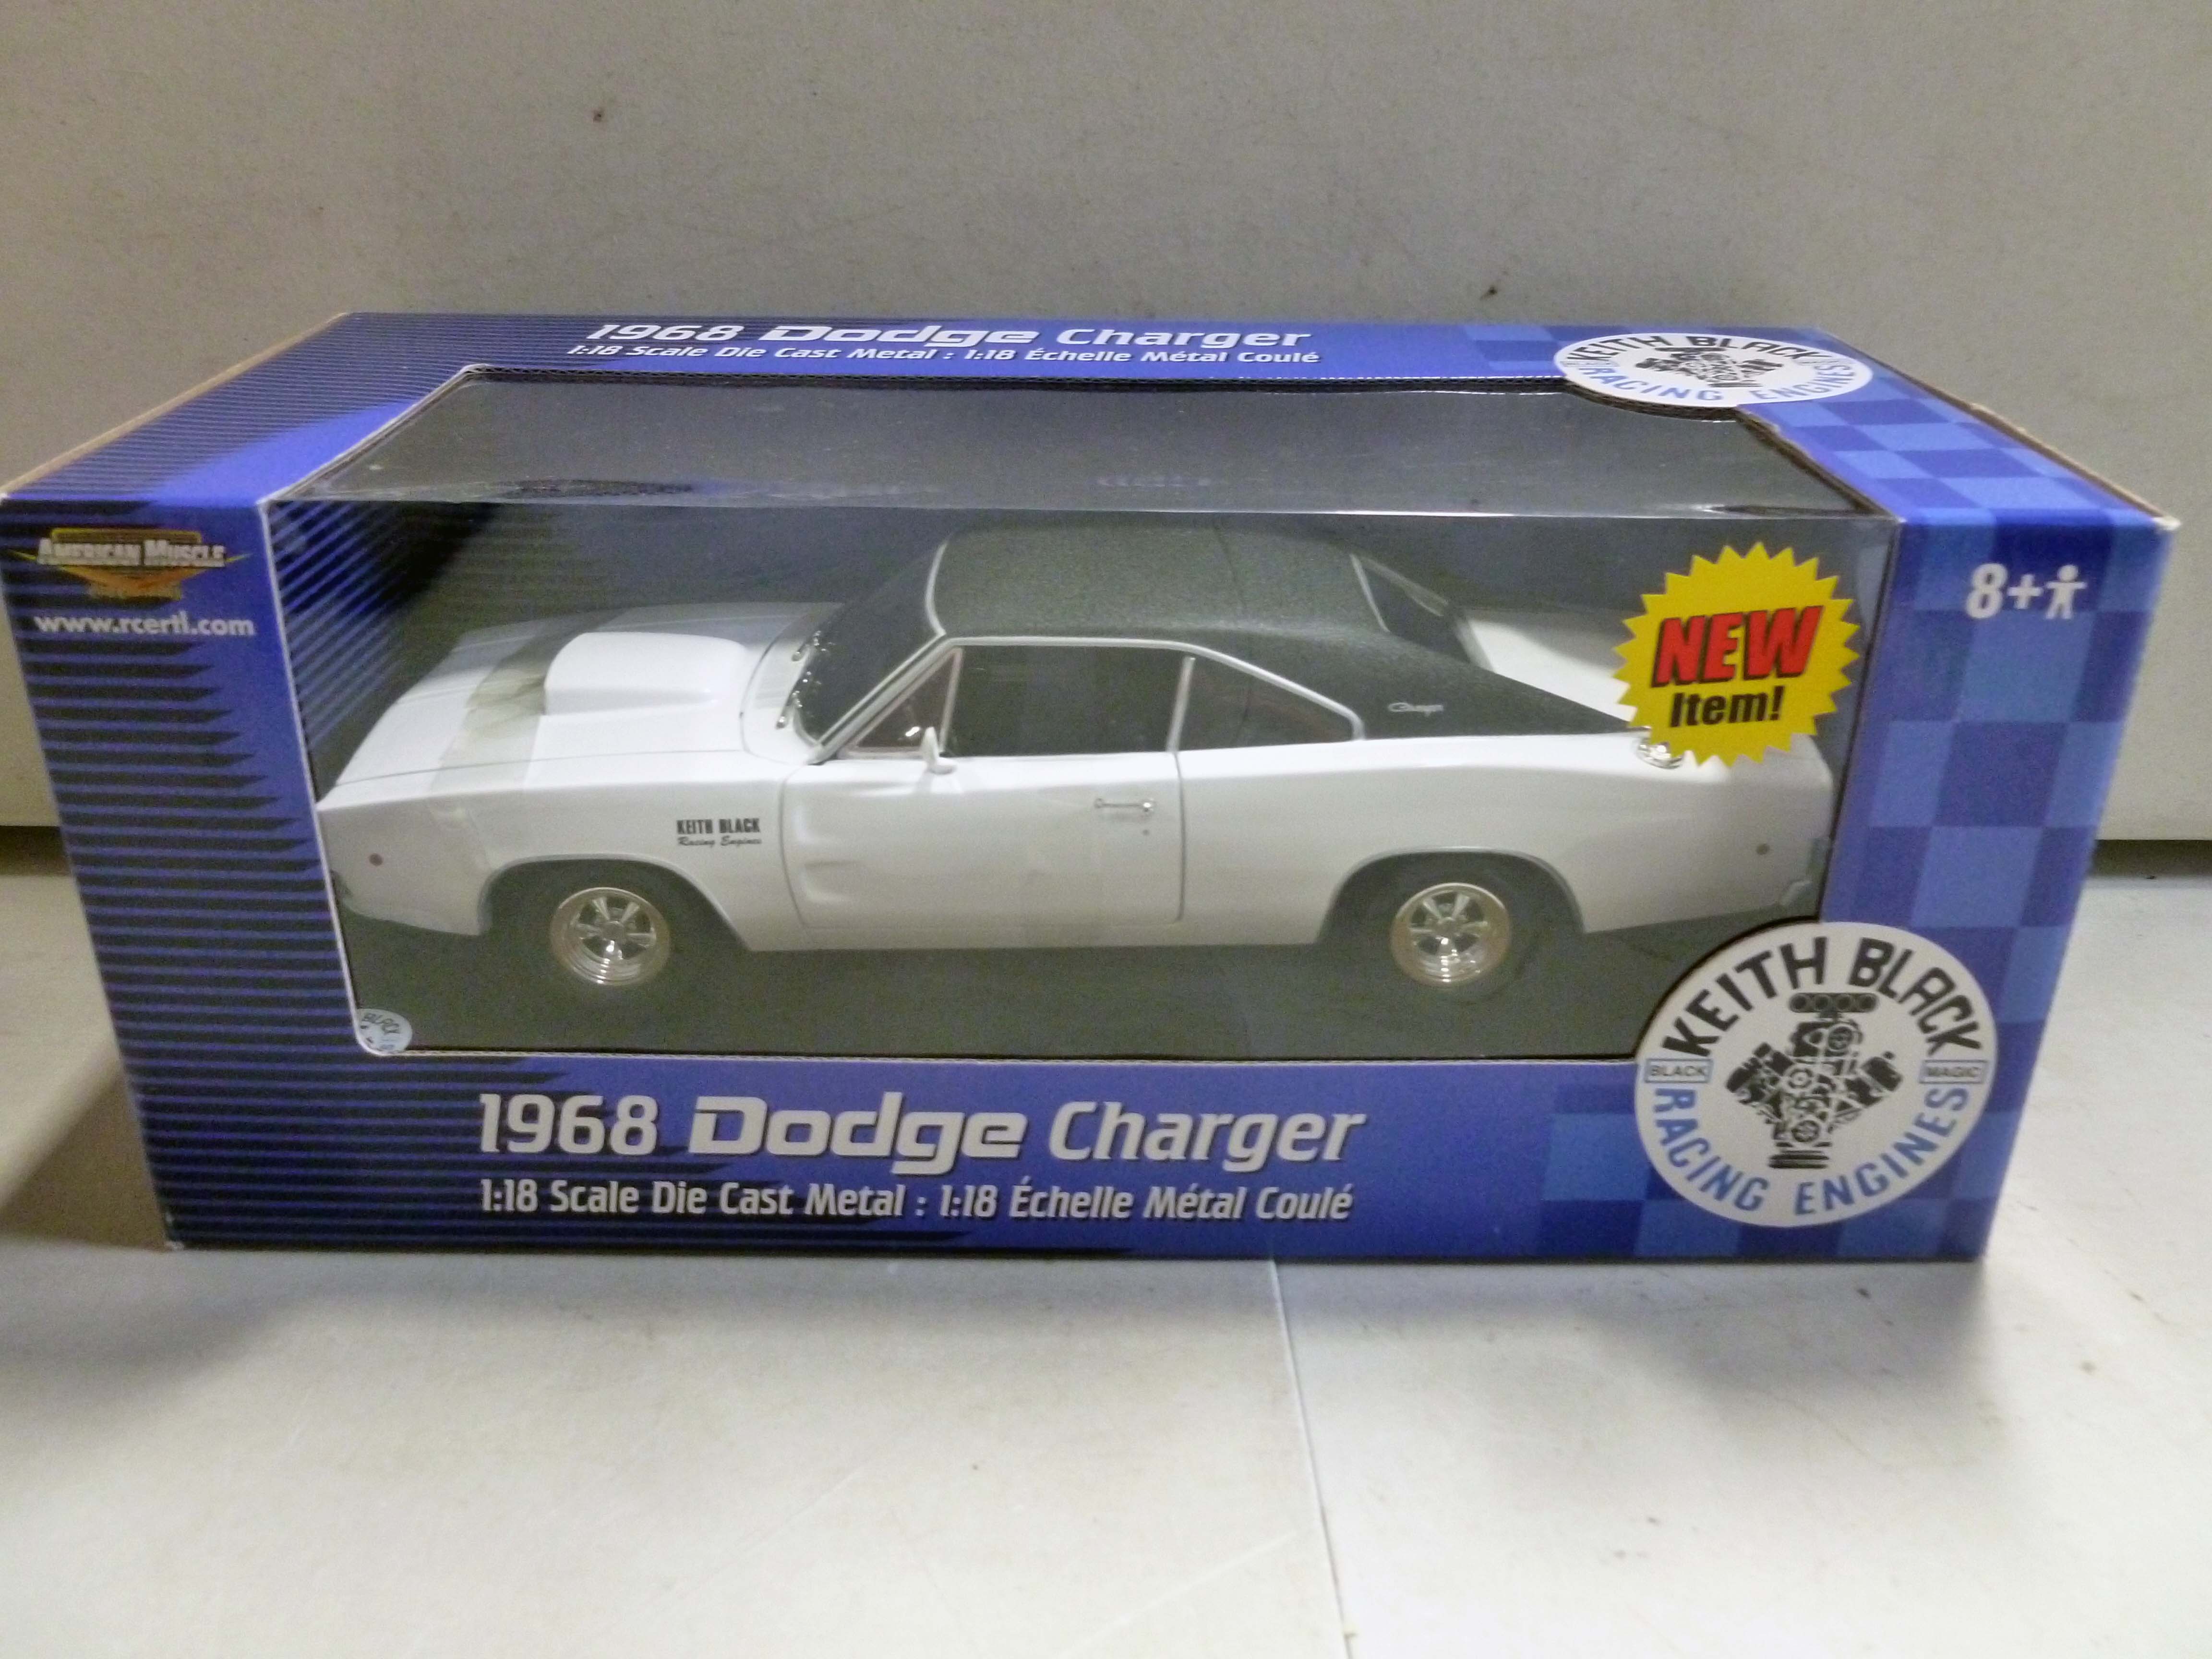 1968 Dodge Charger
1:18 Scale Die Cast Metal : 1:18 Échelle Métal Coulé
KEITH BLACK
RACING ENGINES
AMERICAN MUSCLE
www.rcertl.com
8+
NEW
Item!
Charger
KEITH BLACK
Racing Engines
BLACK
KEITH BLACK
BLACK MAGIC
RACING ENGINES
1968 Dodge Charger
1:18 Scale Die Cast Metal : 1:18 Échelle Métal Coulé